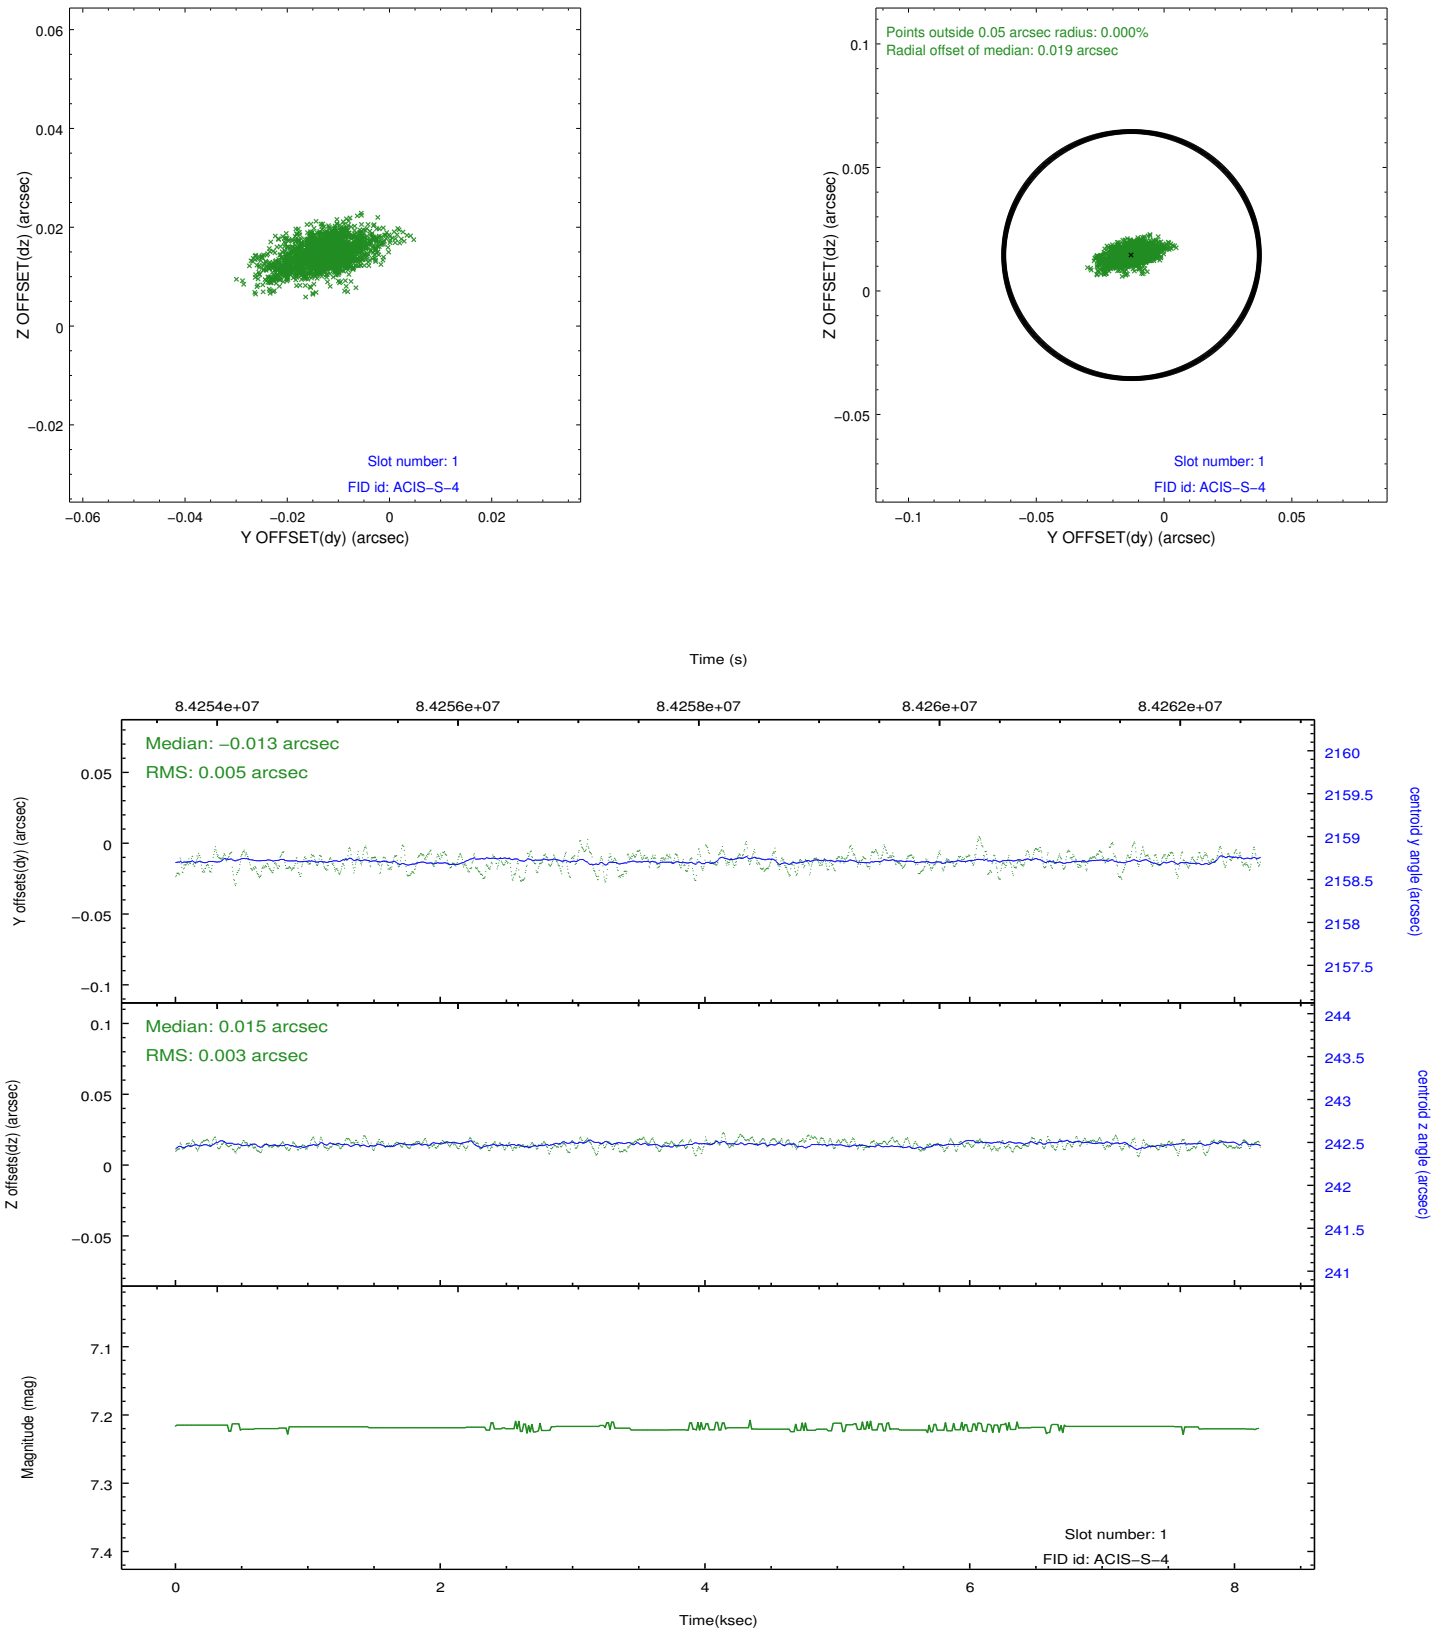 0.06
0.04
0.02
0
−0.02
Z OFFSET(dz) (arcsec)
Slot number: 1
FID id: ACIS−S−4
−0.06
−0.04
−0.02
0
0.02
Y OFFSET(dy) (arcsec)
Points outside 0.05 arcsec radius: 0.000%
Radial offset of median: 0.019 arcsec
0.1
0.05
0
−0.05
Z OFFSET(dz) (arcsec)
Slot number: 1
FID id: ACIS−S−4
−0.1
−0.05
0
0.05
Y OFFSET(dy) (arcsec)
Time (s)
8.4254e+07
8.4256e+07
8.4258e+07
8.426e+07
8.4262e+07
Median: −0.013 arcsec
RMS: 0.005 arcsec
0.05
0
−0.05
−0.1
Y offsets(dy) (arcsec)
2160
2159.5
2159
2158.5
2158
2157.5
centroid y angle (arcsec)
Median: 0.015 arcsec
RMS: 0.003 arcsec
0.1
0.05
0
−0.05
Z offsets(dz) (arcsec)
244
243.5
243
242.5
242
241.5
241
centroid z angle (arcsec)
7.1
7.2
7.3
7.4
Magnitude (mag)
Slot number: 1
FID id: ACIS−S−4
0
2
4
6
8
Time(ksec)